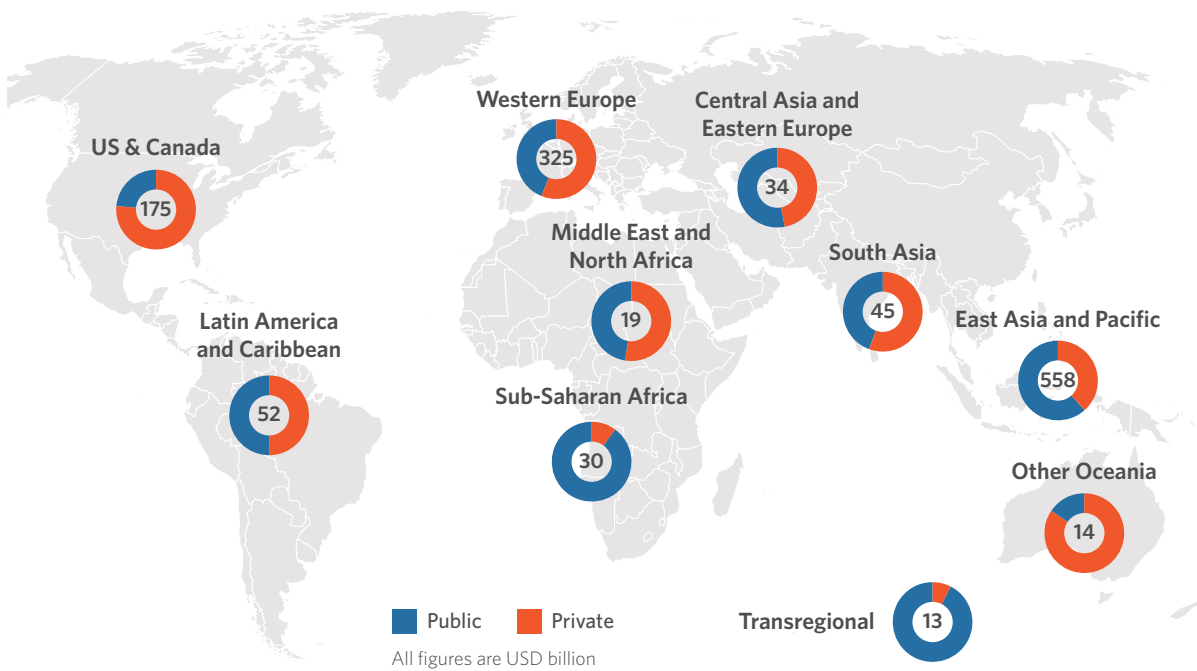 Western Europe
325
Central Asia and
Eastern Europe
34
US & Canada
175
Middle East and
North Africa
19
South Asia
45
Latin America
and Caribbean
52
East Asia and Pacific
558
Sub-Saharan Africa
30
Other Oceania
14
Transregional
13
Public
Private
All figures are USD billion